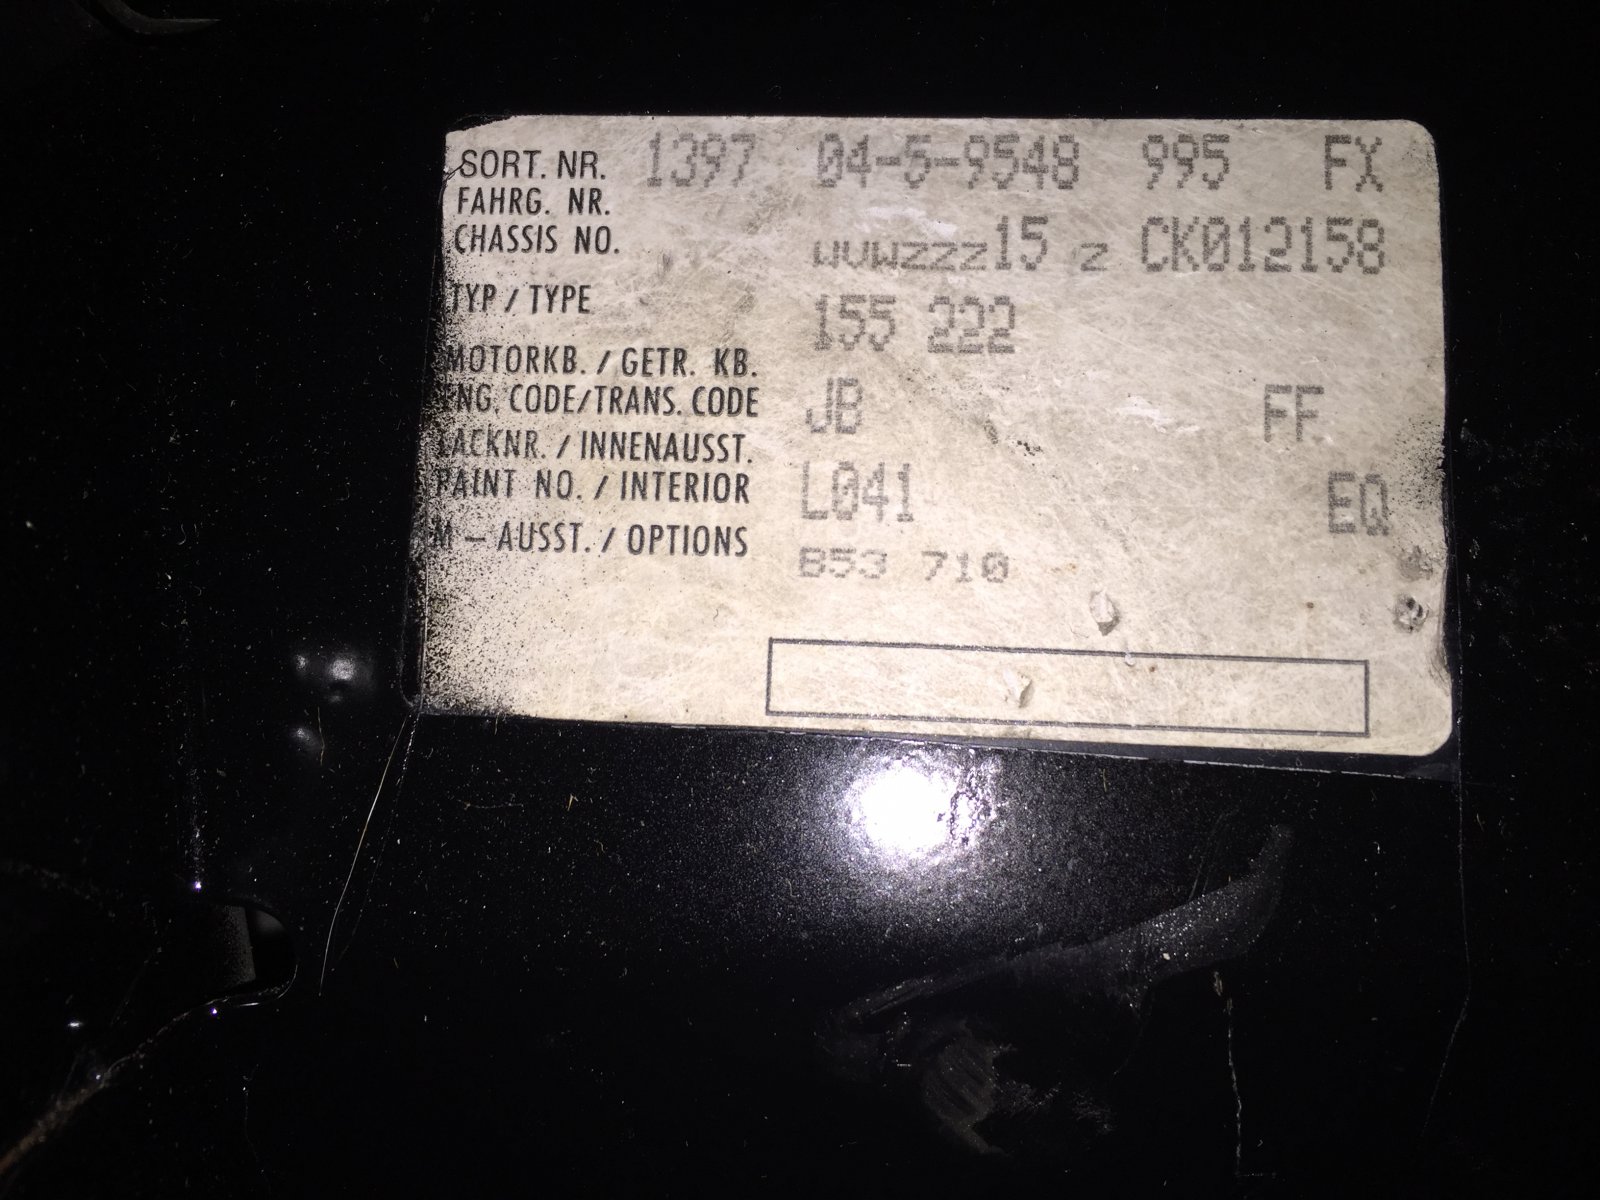 SORT. NR. 1397 04-5-9548 995 FX
FAHRG. NR.
CHASSIS NO. WVWZZZ15 Z CK012158
TYP / TYPE 155 222
MOTORKB. / GETR. KB.
ENG. CODE/TRANS. CODE JB FF
LACKNR. / INNENAUSST.
PAINT NO. / INTERIOR L041 EQ
M – AUSST. / OPTIONS B53 710